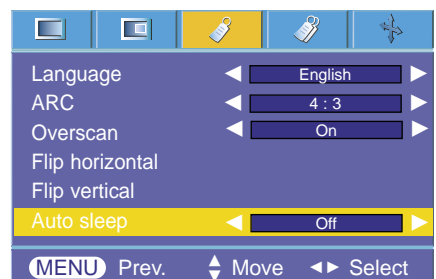 Language English
ARC 4 : 3
Overscan On
Flip horizontal
Flip vertical
Auto sleep Off
MENU Prev. Move Select